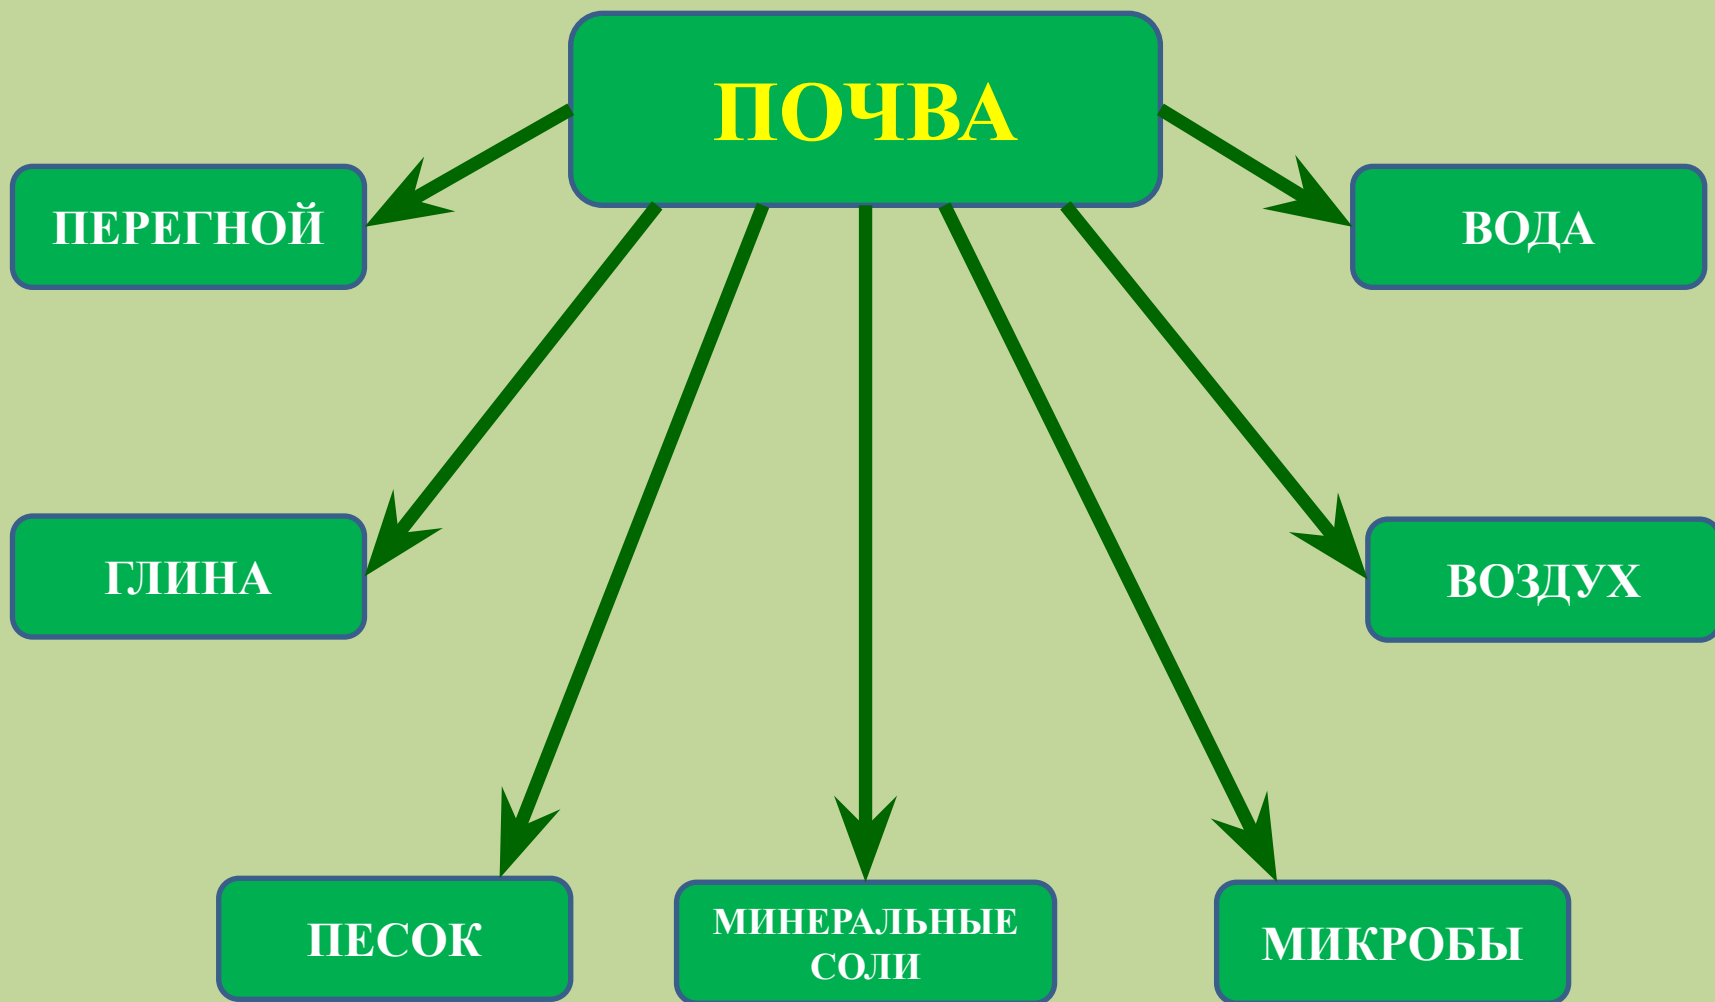 ПОЧВА
ПЕРЕГНОЙ
ВОДА
ГЛИНА
ВОЗДУХ
ПЕСОК
МИНЕРАЛЬНЫЕ
СОЛИ
МИКРОБЫ